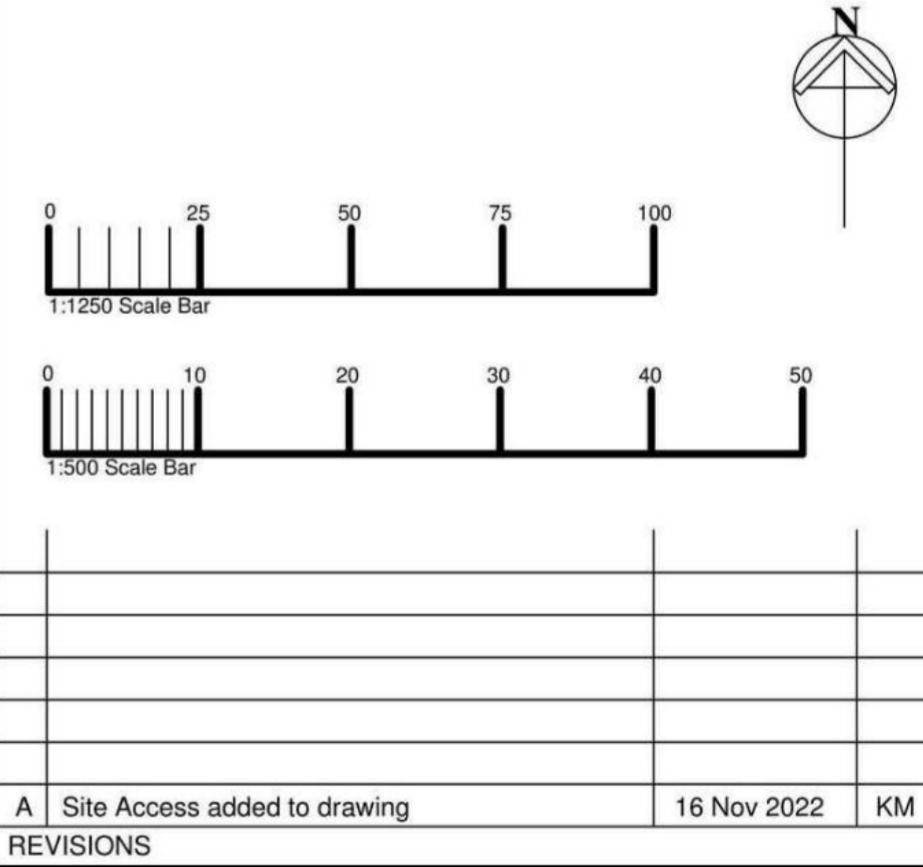 N
0 25 50 75 100
1:1250 Scale Bar
0 10 20 30 40 50
1:500 Scale Bar
A Site Access added to drawing 16 Nov 2022 KM
REVISIONS